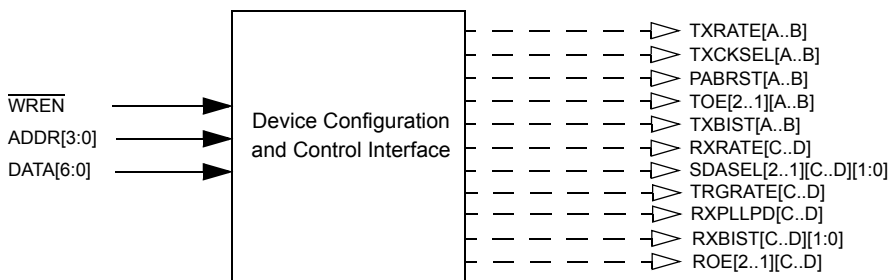 WREN
ADDR[3:0]
DATA[6:0]
Device Configuration
and Control Interface
TXRATE[A..B]
TXCKSEL[A..B]
PABRST[A..B]
TOE[2..1][A..B]
TXBIST[A..B]
RXRATE[C..D]
SDASEL[2..1][C..D][1:0]
TRGRATE[C..D]
RXPLLPD[C..D]
RXBIST[C..D][1:0]
ROE[2..1][C..D]